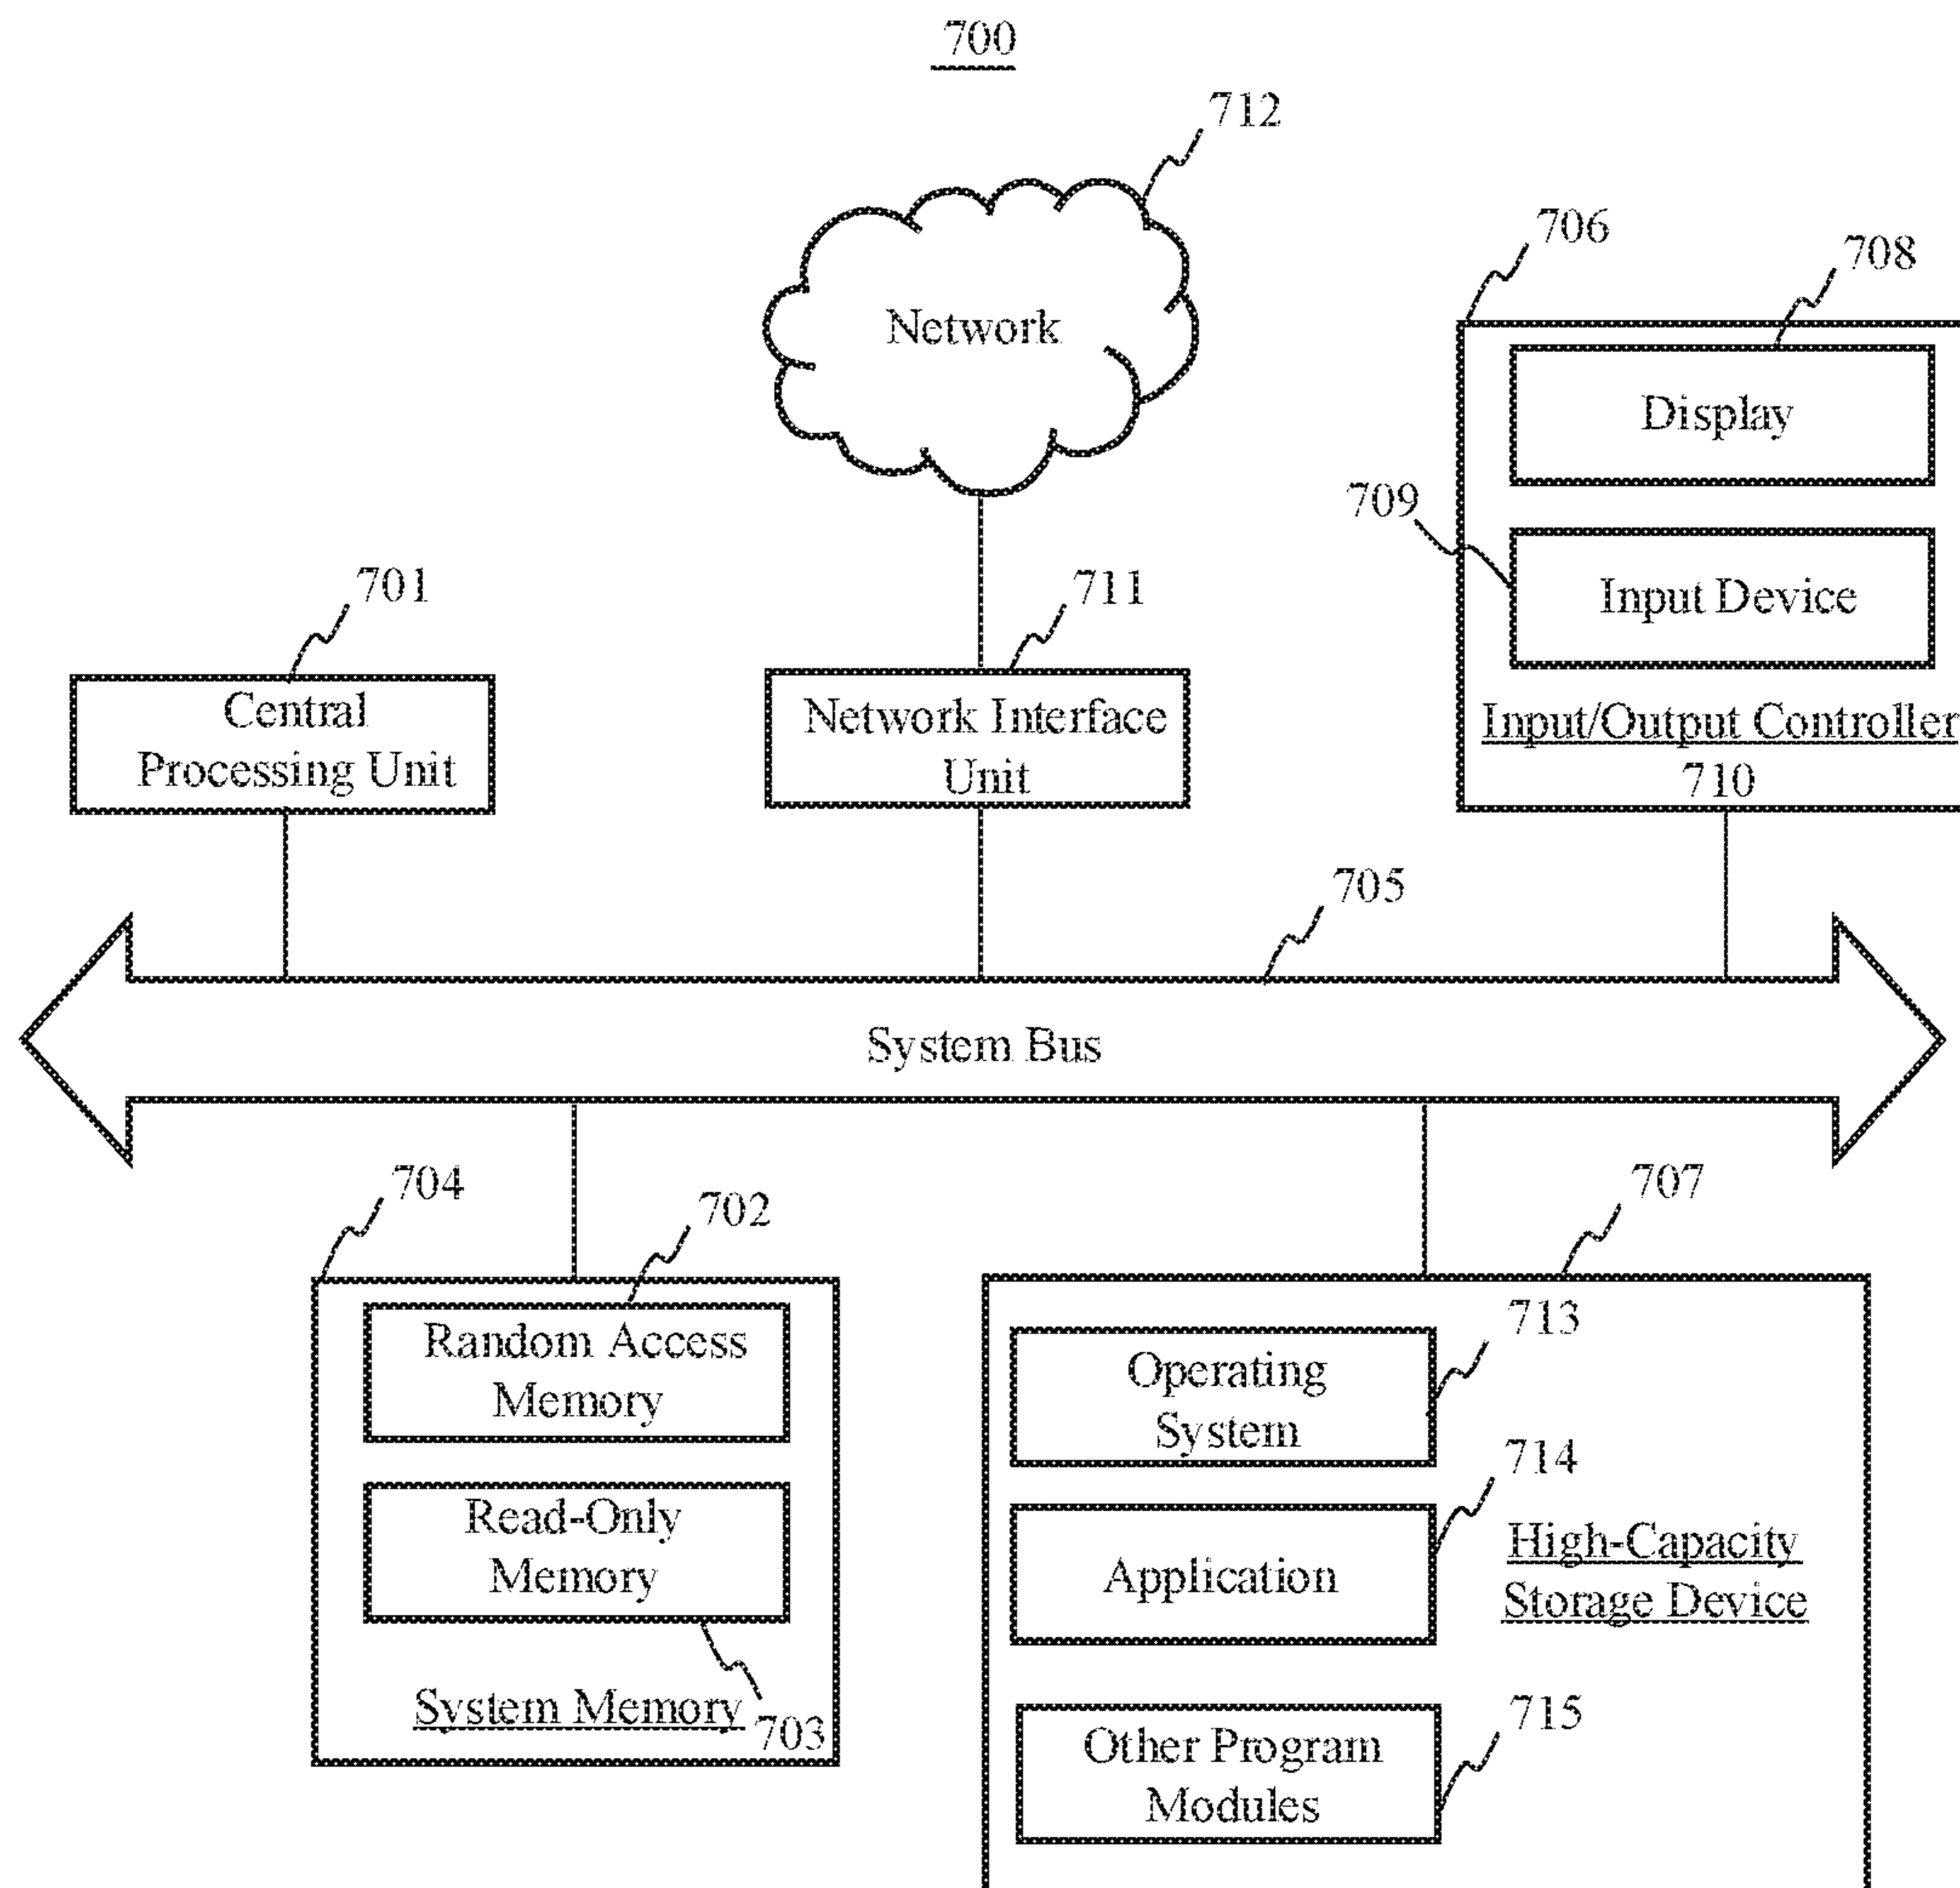 700
712
Network
706
708
Display
709
Input Device
Input/Output Controller
710
701
Central
Processing Unit
711
Network Interface
Unit
705
System Bus
704
702
Random Access
Memory
Read-Only
Memory
System Memory
703
707
713
Operating
System
714
Application
High-Capacity
Storage Device
715
Other Program
Modules